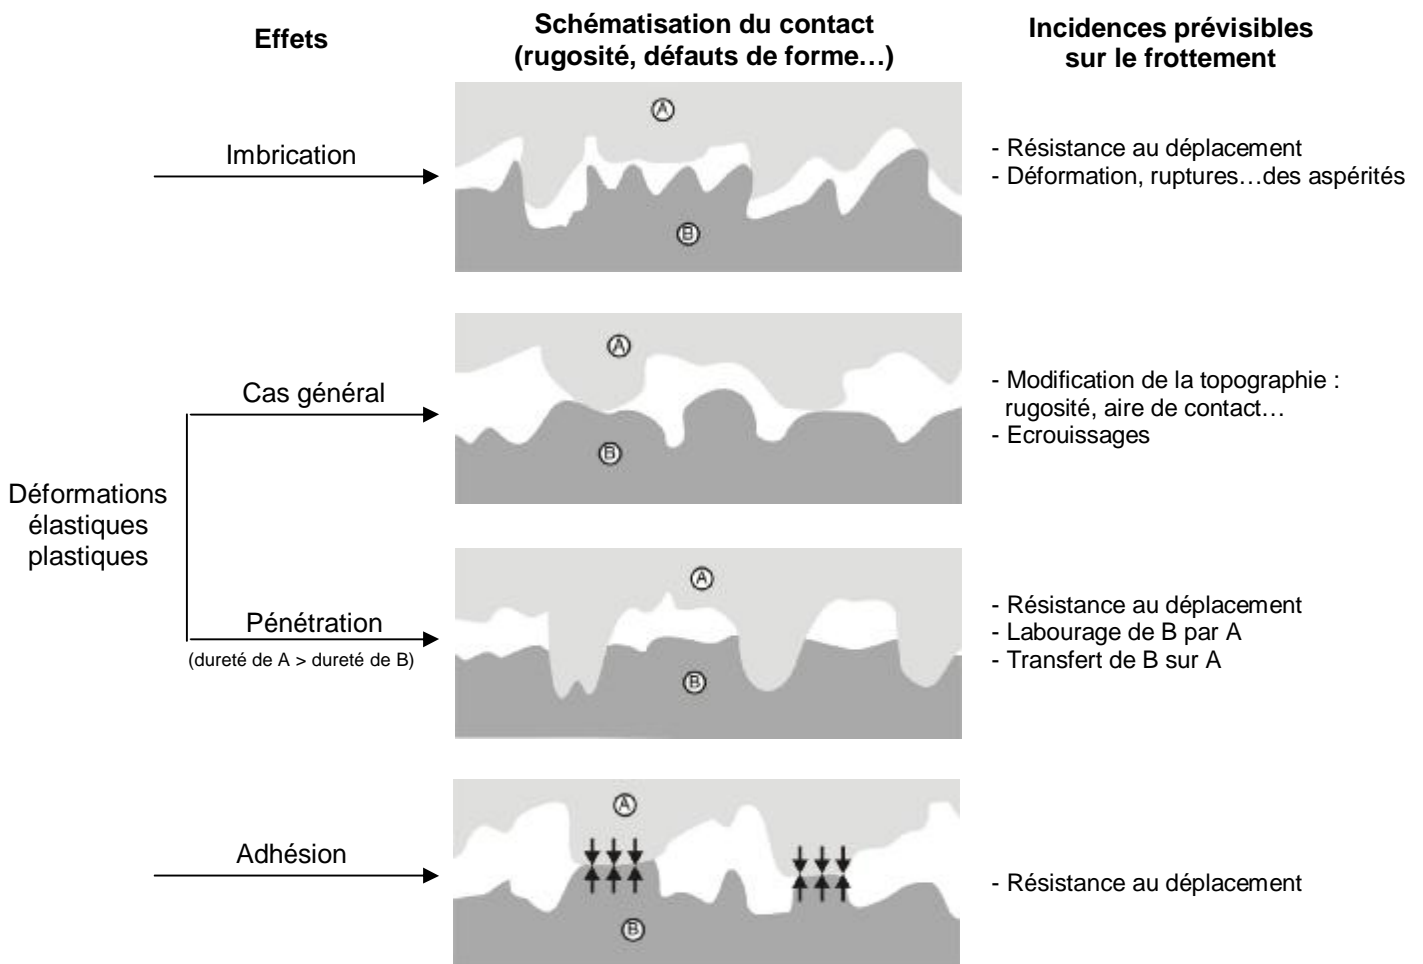 Effets
Schématisation du contact
(rugosité, défauts de forme…)
Incidences prévisibles
sur le frottement
Imbrication
A
B
- Résistance au déplacement
- Déformation, ruptures…des aspérités
Déformations
élastiques
plastiques
Cas général
A
B
- Modification de la topographie :
rugosité, aire de contact…
- Ecrouissages
Pénétration
(dureté de A > dureté de B)
A
B
- Résistance au déplacement
- Labourage de B par A
- Transfert de B sur A
Adhésion
A
B
- Résistance au déplacement